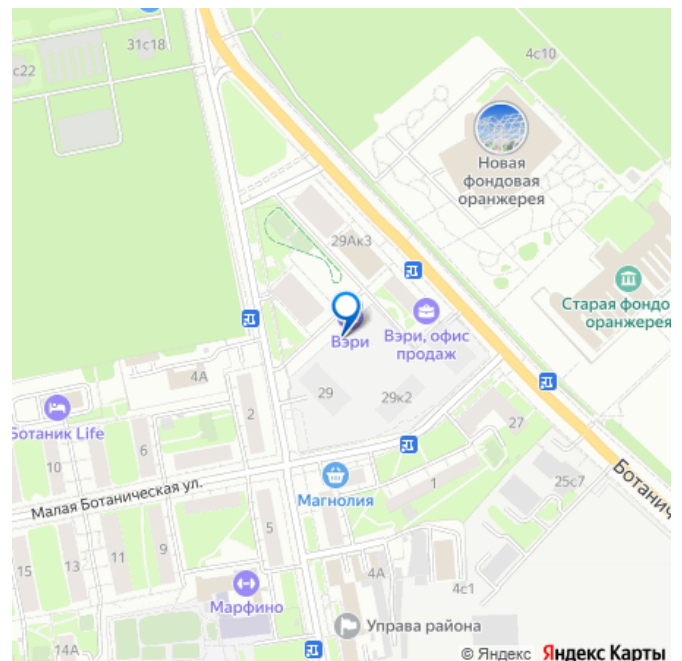 31с18
с22
4с10
Новая
фондовая
оранжерея
29Ак3
Старая фондо
оранжерея
Вэри
Вэри, офис
продаж
4А
29
29к2
2
27
Ботаник Life
6
10
Ботанич
25с7
Малая Ботаническая ул.
Магнолия
1
5
9
11
13
15
4А
4с1
Марфино
Управа района
14А
© Яндекс Яндекс Карты